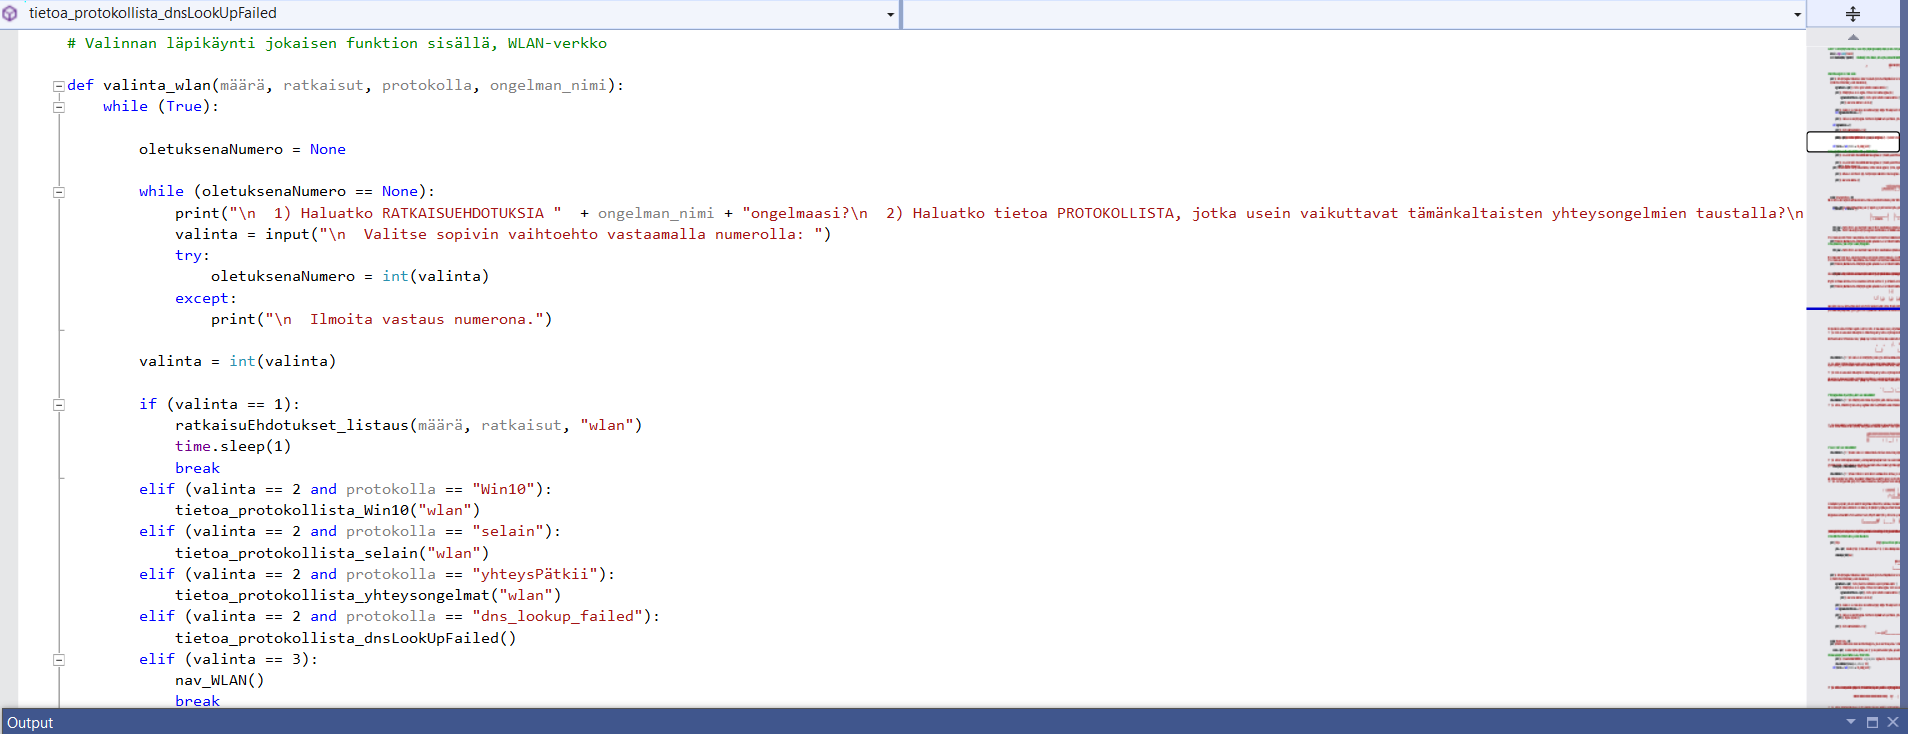 tietoa_protokollista_dnsLookUpFailed
# Valinnan läpikäynti jokaisen funktion sisällä, WLAN-verkko
def valinta_wlan(määrä, ratkaisut, protokolla, ongelman_nimi):
    while (True):
        oletuksenaNumero = None
        while (oletuksenaNumero == None):
            print("\n  1) Haluatko RATKAISUEHDOTUKSIA "  + ongelman_nimi + "ongelmaasi?\n  2) Haluatko tietoa PROTOKOLLISTA, jotka usein vaikuttavat tämänkaltaisten yhteysongelmien taustalla?\n
            valinta = input("\n  Valitse sopivin vaihtoehto vastaamalla numerolla: ")
            try:
                oletuksenaNumero = int(valinta)
            except:
                print("\n  Ilmoita vastaus numerona.")
        valinta = int(valinta)
        if (valinta == 1):
            ratkaisuEhdotukset_listaus(määrä, ratkaisut, "wlan")
            time.sleep(1)
            break
        elif (valinta == 2 and protokolla == "Win10"):
            tietoa_protokollista_Win10("wlan")
        elif (valinta == 2 and protokolla == "selain"):
            tietoa_protokollista_selain("wlan")
        elif (valinta == 2 and protokolla == "yhteysPätkii"):
            tietoa_protokollista_yhteysongelmat("wlan")
        elif (valinta == 2 and protokolla == "dns_lookup_failed"):
            tietoa_protokollista_dnsLookUpFailed()
        elif (valinta == 3):
            nav_WLAN()
            break
Output